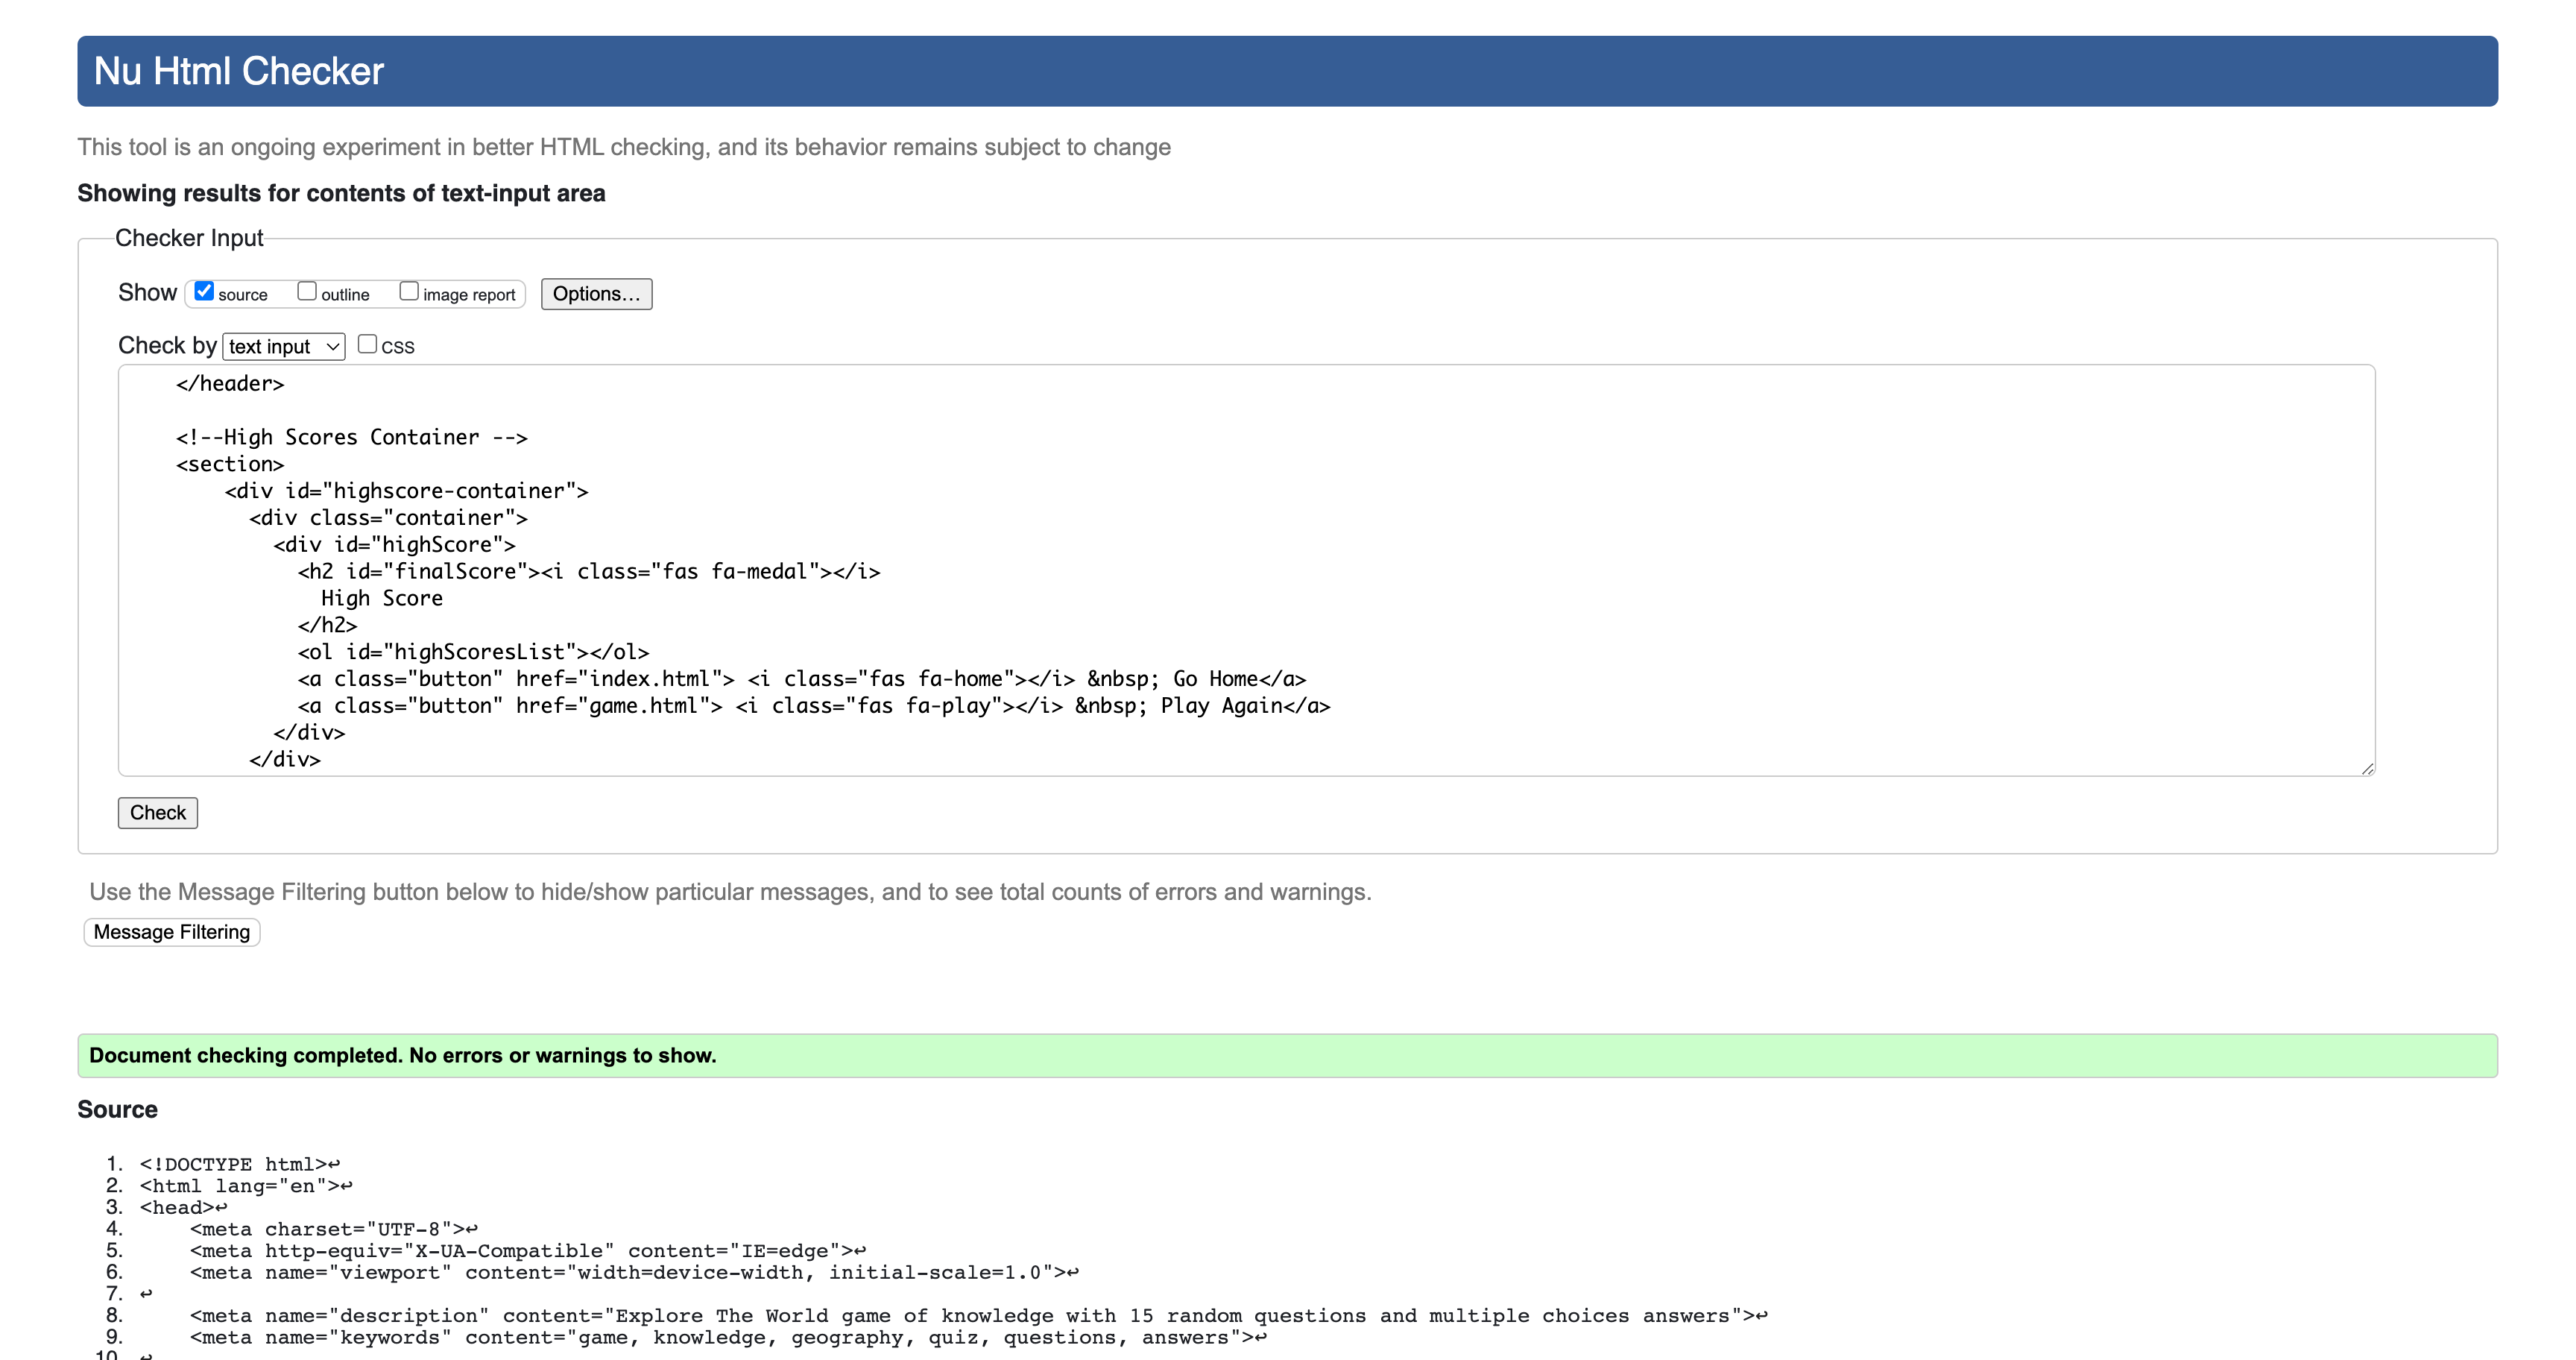 Nu Html Checker
This tool is an ongoing experiment in better HTML checking, and its behavior remains subject to change
Showing results for contents of text-input area
Checker Input
Show source outline image report Options...
Check by text input CSS
</header>
<!--High Scores Container -->
<section>
<div id="highscore-container">
<div class="container">
<div id="highScore">
<h2 id="finalScore"><i class="fas fa-medal"></i>
High Score
</h2>
<ol id="highScoresList"></ol>
<a class="button" href="index.html"> <i class="fas fa-home"></i> &nbsp; Go Home</a>
<a class="button" href="game.html"> <i class="fas fa-play"></i> &nbsp; Play Again</a>
</div>
</div>
Check
Use the Message Filtering button below to hide/show particular messages, and to see total counts of errors and warnings.
Message Filtering
Document checking completed. No errors or warnings to show.
Source
1. <!DOCTYPE html>↩
2. <html lang="en">↩
3. <head>↩
4. <meta charset="UTF-8">↩
5. <meta http-equiv="X-UA-Compatible" content="IE=edge">↩
6. <meta name="viewport" content="width=device-width, initial-scale=1.0">↩
7. ↩
8. <meta name="description" content="Explore The World game of knowledge with 15 random questions and multiple choices answers">↩
9. <meta name="keywords" content="game, knowledge, geography, quiz, questions, answers">↩
10. ↩